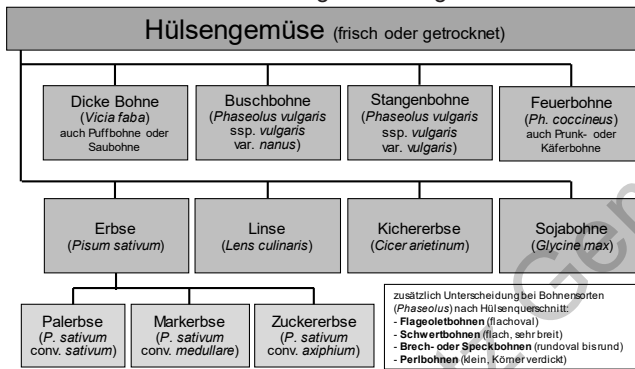 Hülsengemüse (frisch oder getrocknet)
Dicke Bohne
(Vicia faba)
auch Puffbohne oder
Saubohne
Buschbohne
(Phaseolus vulgaris
ssp. vulgaris
var. nanus)
Stangenbohne
(Phaseolus vulgaris
ssp. vulgaris
var. vulgaris)
Feuerbohne
(Ph. coccineus)
auch Prunk- oder
Käferbohne
Erbse
(Pisum sativum)
Linse
(Lens culinaris)
Kichererbse
(Cicer arietinum)
Sojabohne
(Glycine max)
Palerbse
(P. sativum
conv. sativum)
Markerbse
(P. sativum
conv. medullare)
Zuckererbse
(P. sativum
conv. axiphium)
zusätzlich Unterscheidung bei Bohnensorten
(Phaseolus) nach Hülsenquerschnitt:
- Flageoletbohnen (flachoval)
- Schwertbohnen (flach, sehr breit)
- Brech- oder Speckbohnen (rundoval bis rund)
- Perlbohnen (klein, Körner verdickt)